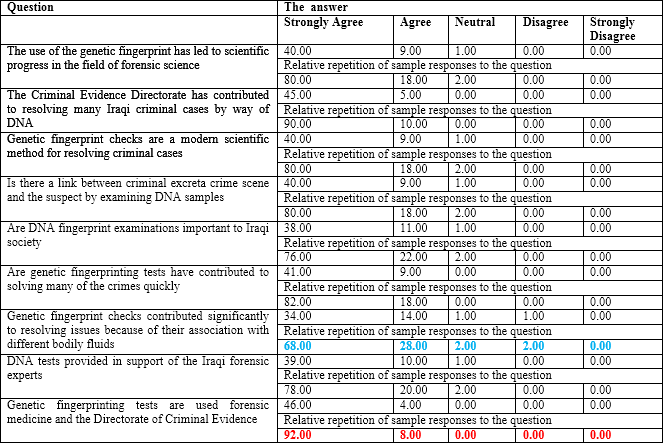 Question The answer
Strongly Agree Agree Neutral Disagree Strongly Disagree
The use of the genetic fingerprint has led to scientific progress in the field of forensic science
40.00 9.00 1.00 0.00 0.00
Relative repetition of sample responses to the question
80.00 18.00 2.00 0.00 0.00
The Criminal Evidence Directorate has contributed to resolving many Iraqi criminal cases by way of DNA
45.00 5.00 0.00 0.00 0.00
Relative repetition of sample responses to the question
90.00 10.00 0.00 0.00 0.00
Genetic fingerprint checks are a modern scientific method for resolving criminal cases
40.00 9.00 1.00 0.00 0.00
Relative repetition of sample responses to the question
80.00 18.00 2.00 0.00 0.00
Is there a link between criminal excreta crime scene and the suspect by examining DNA samples
40.00 9.00 1.00 0.00 0.00
Relative repetition of sample responses to the question
80.00 18.00 2.00 0.00 0.00
Are DNA fingerprint examinations important to Iraqi society
38.00 11.00 1.00 0.00 0.00
Relative repetition of sample responses to the question
76.00 22.00 2.00 0.00 0.00
Are genetic fingerprinting tests have contributed to solving many of the crimes quickly
41.00 9.00 0.00 0.00 0.00
Relative repetition of sample responses to the question
82.00 18.00 0.00 0.00 0.00
Genetic fingerprint checks contributed significantly to resolving issues because of their association with different bodily fluids
34.00 14.00 1.00 1.00 0.00
Relative repetition of sample responses to the question
68.00 28.00 2.00 2.00 0.00
DNA tests provided in support of the Iraqi forensic experts
39.00 10.00 1.00 0.00 0.00
Relative repetition of sample responses to the question
78.00 20.00 2.00 0.00 0.00
Genetic fingerprinting tests are used forensic medicine and the Directorate of Criminal Evidence
46.00 4.00 0.00 0.00 0.00
Relative repetition of sample responses to the question
92.00 8.00 0.00 0.00 0.00